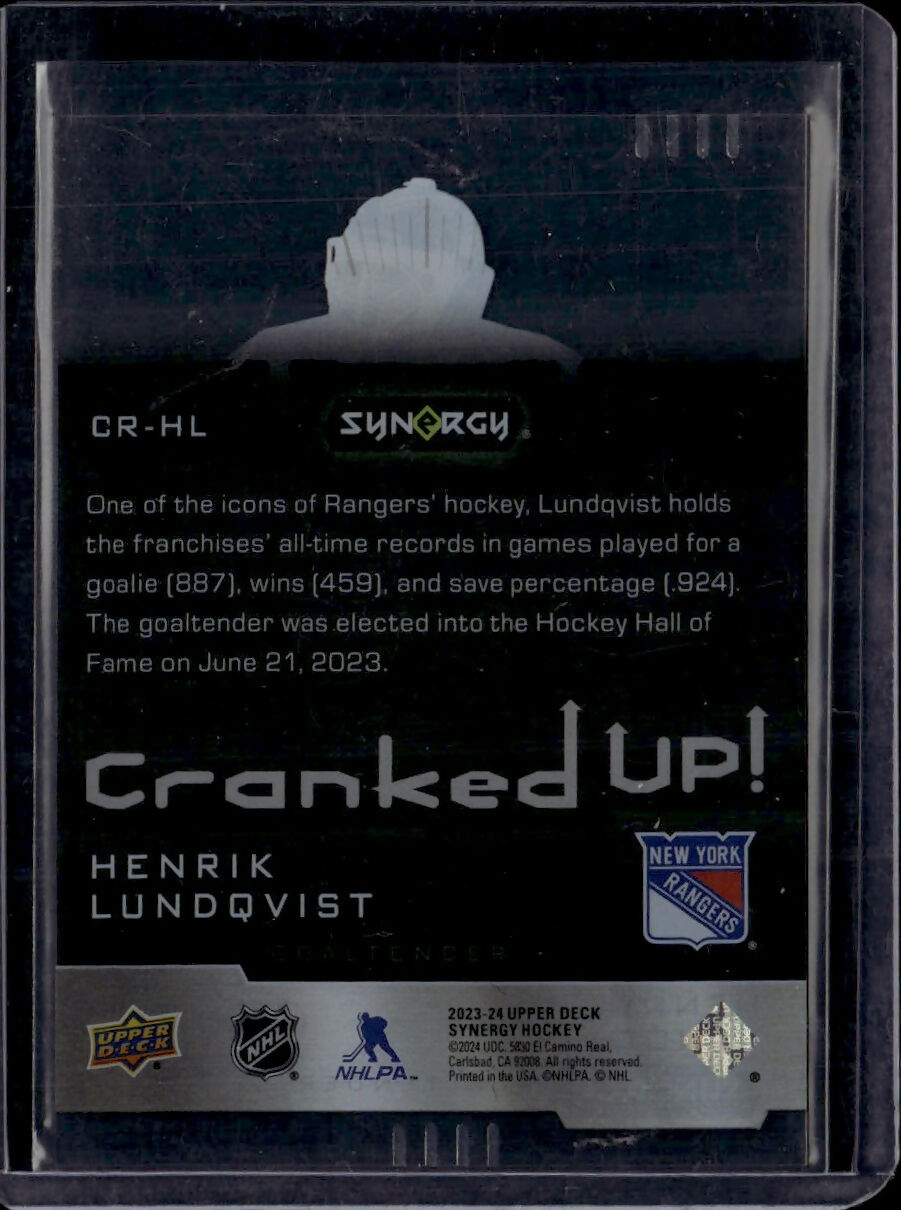 CR-HL
SYNERGY
One of the icons of Rangers' hockey, Lundqvist holds
the franchises' all-time records in games played for a
goalie (887), wins (459), and save percentage (.924).
The goaltender was elected into the Hockey Hall of
Fame on June 21, 2023.
Cranked UP!
HENRIK
LUNDQVIST
NEW YORK
RANGERS
GOALTENDER
UPPER
D·E·C·K
NHL
NHLPA™
2023-24 UPPER DECK
SYNERGY HOCKEY
©2024 UDC. 5830 El Camino Real,
Carlsbad, CA 92008. All rights reserved.
Printed in the USA. ©NHLPA. © NHL.